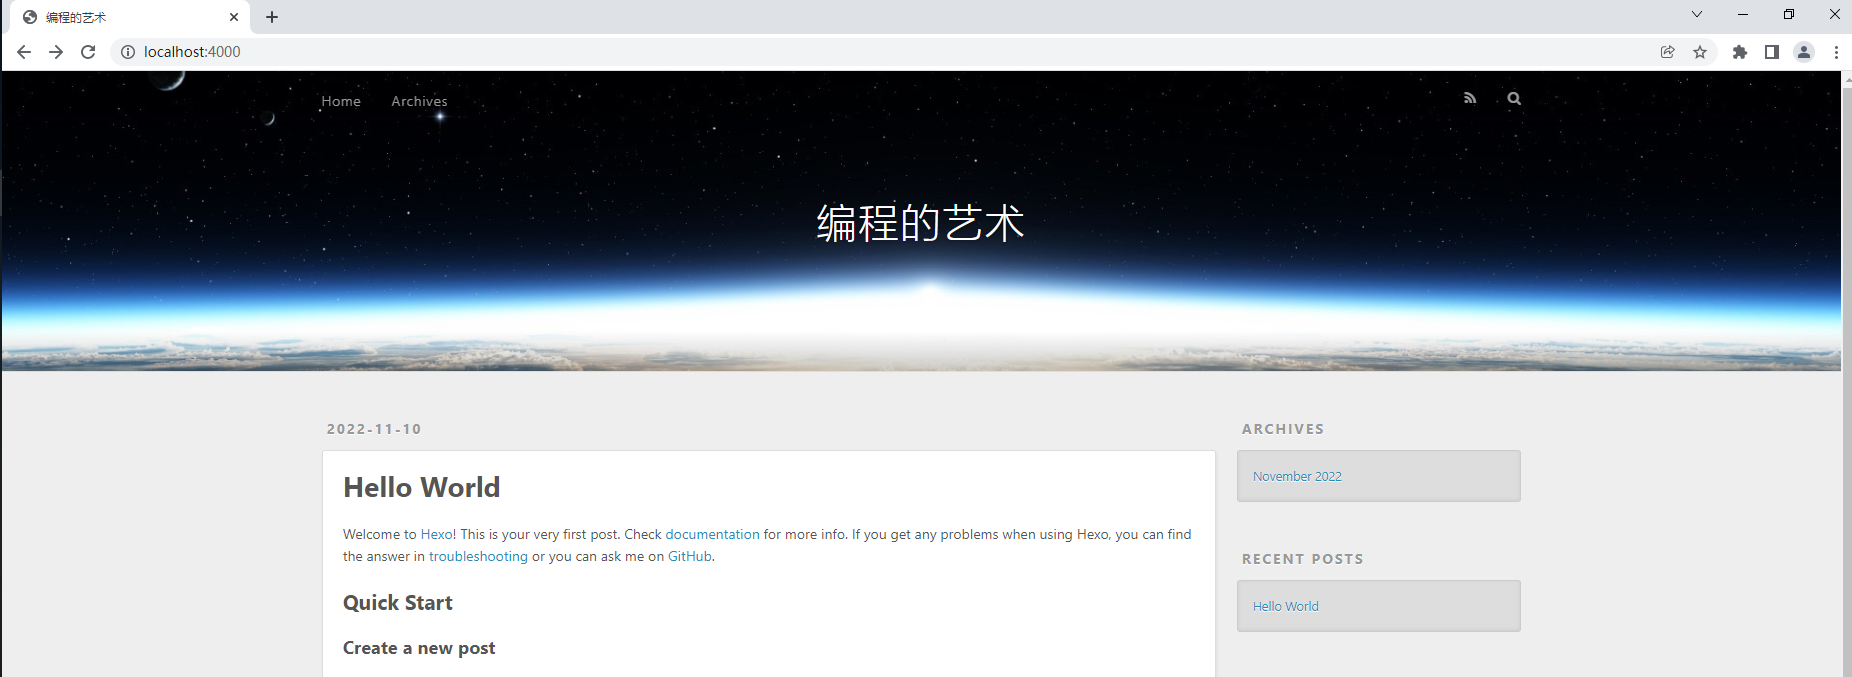 编程的艺术
localhost:4000
Home Archives
编程的艺术
2022-11-10
Hello World
Welcome to Hexo! This is your very first post. Check documentation for more info. If you get any problems when using Hexo, you can find
the answer in troubleshooting or you can ask me on GitHub.
Quick Start
Create a new post
ARCHIVES
November 2022
RECENT POSTS
Hello World